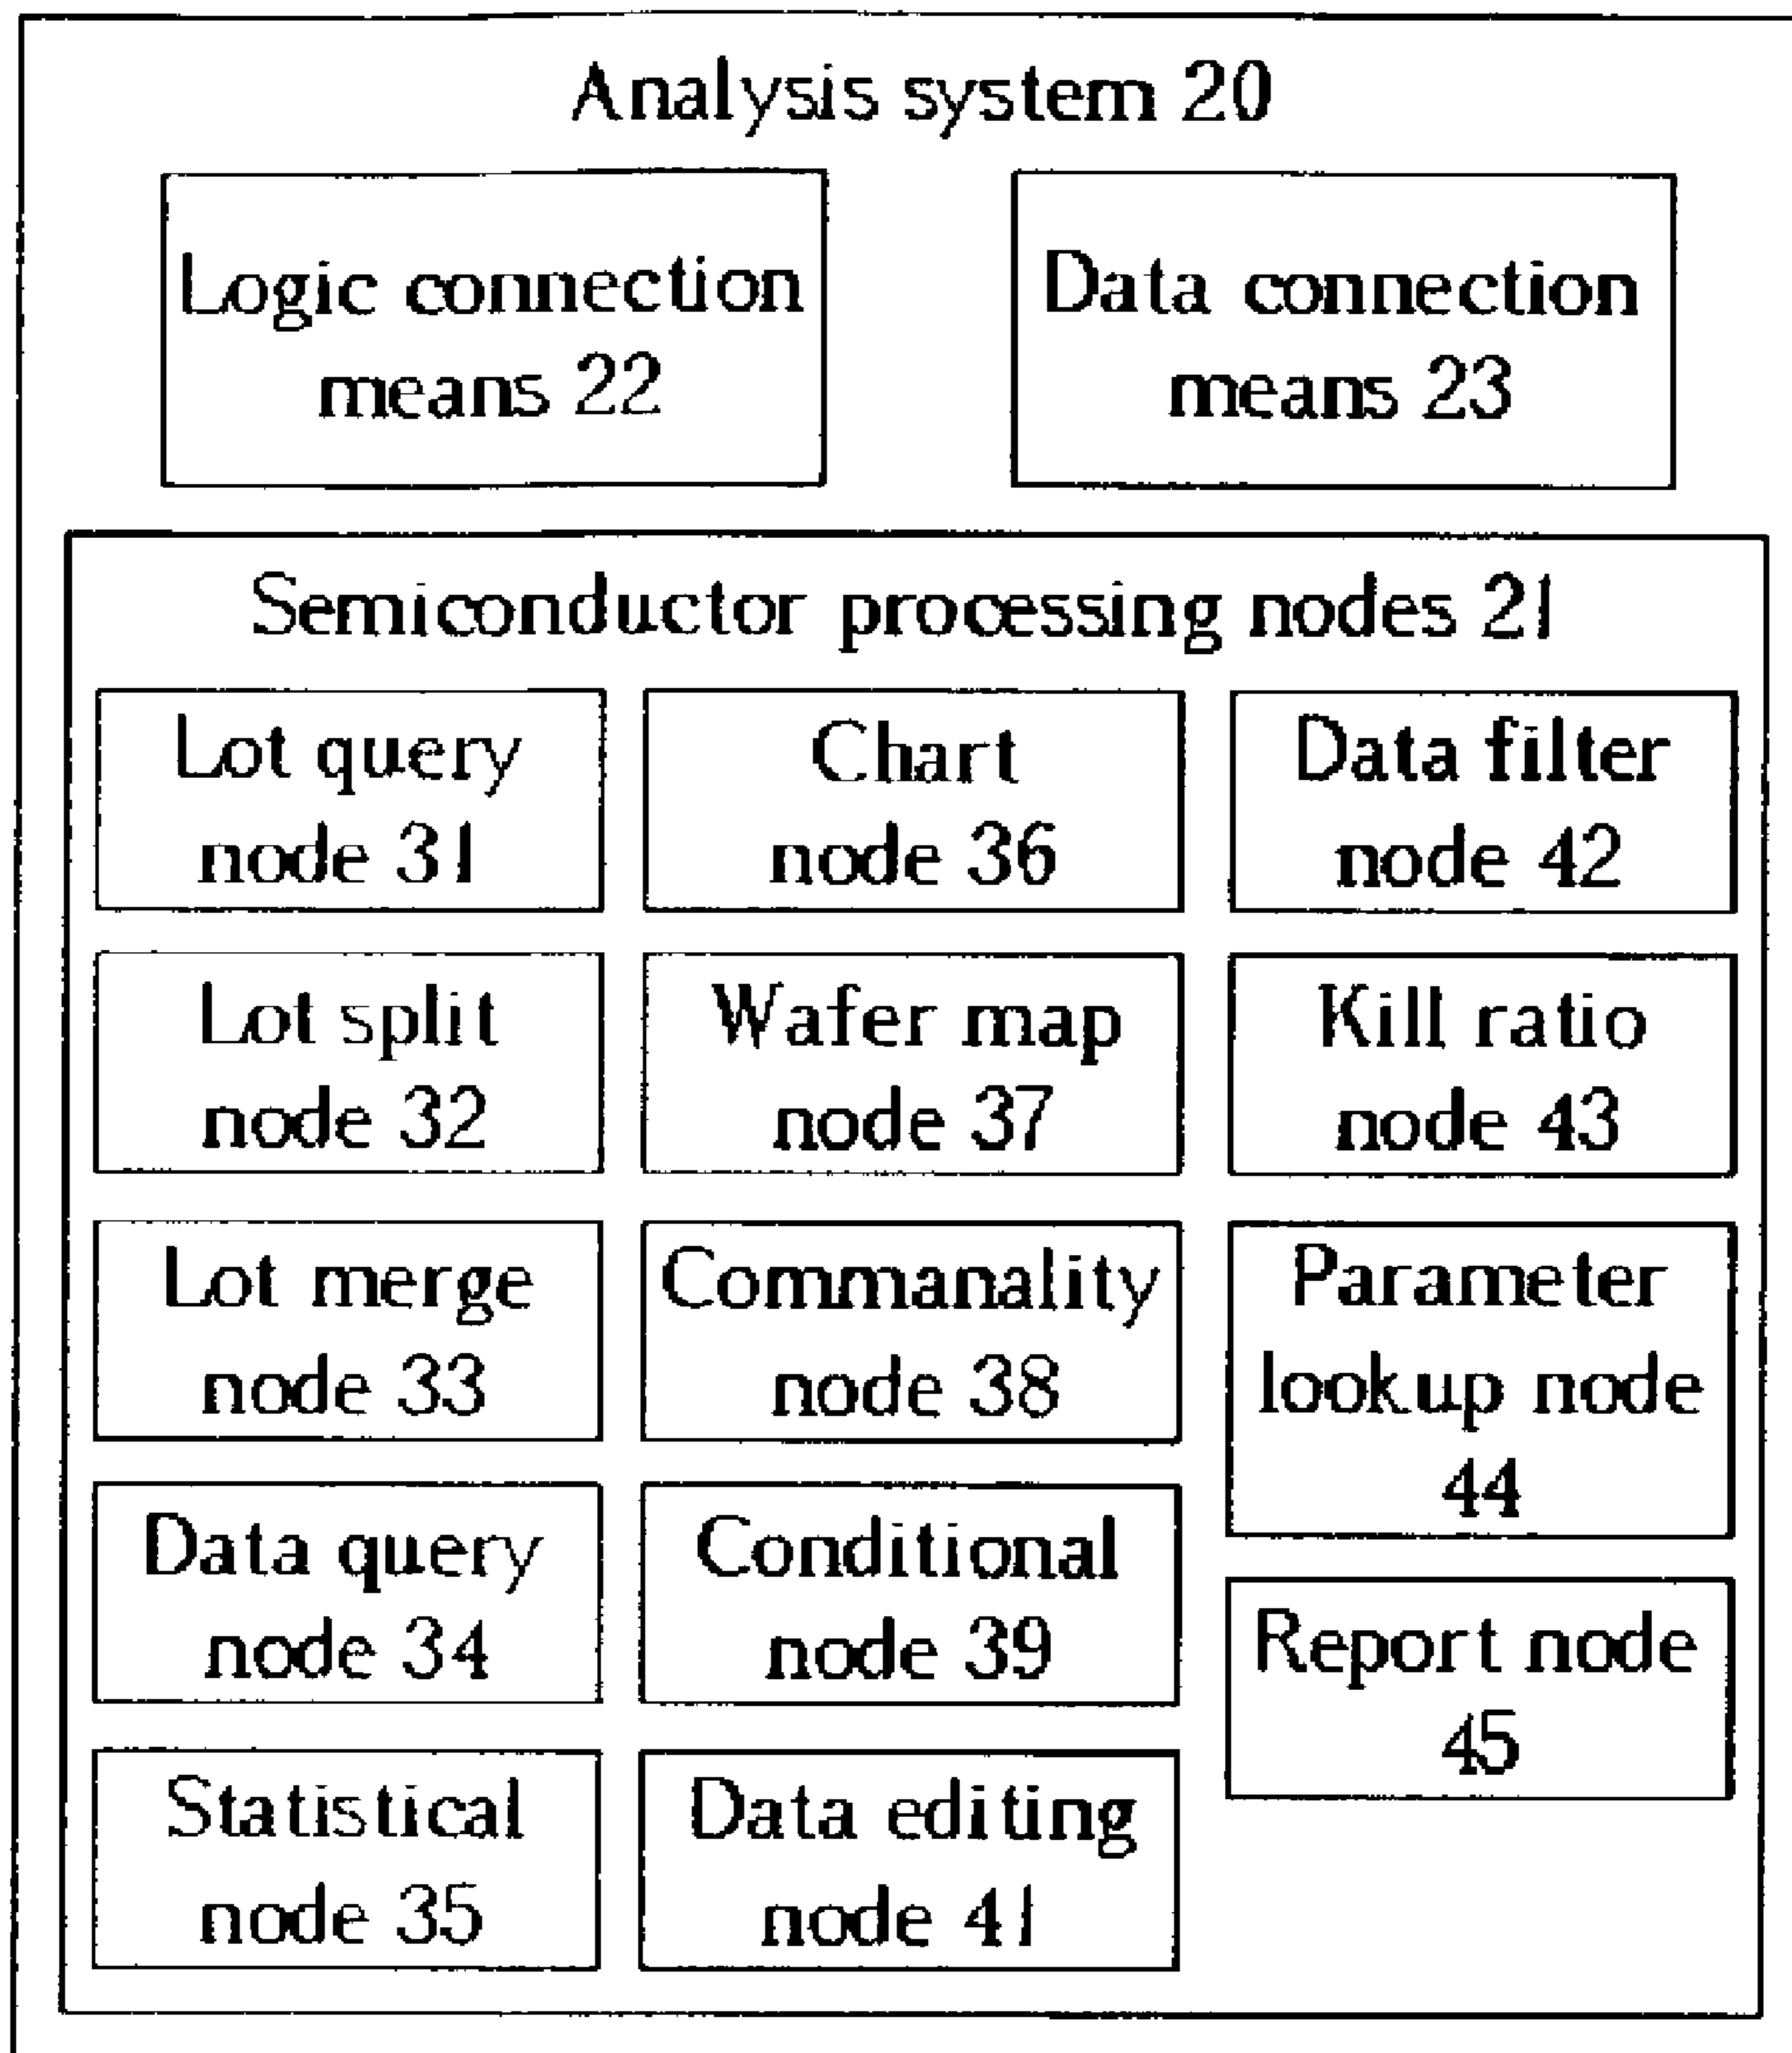 Analysis system 20
Logic connection
means 22
Data connection
means 23
Semiconductor processing nodes 21
Lot query
node 31
Chart
node 36
Data filter
node 42
Lot split
node 32
Wafer map
node 37
Kill ratio
node 43
Lot merge
node 33
Commanality
node 38
Parameter
lookup node
44
Data query
node 34
Conditional
node 39
Report node
45
Statistical
node 35
Data editing
node 41